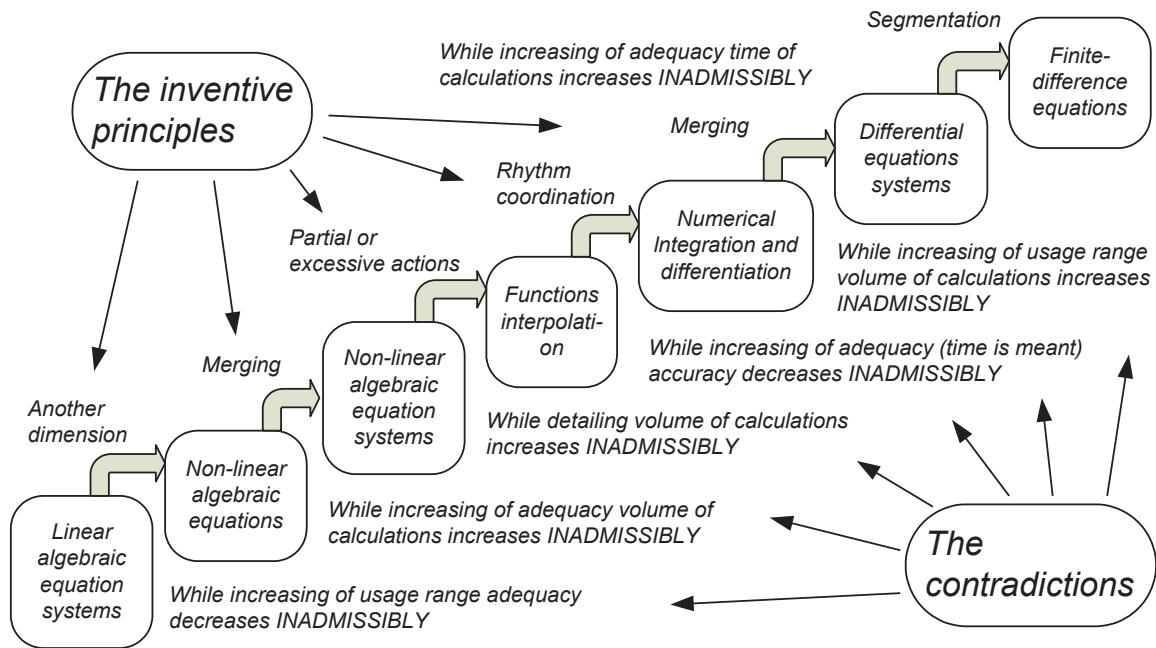 Segmentation
Finite-
difference
equations
While increasing of adequacy time of
calculations increases INADMISSIBLY
The inventive
principles
Merging
Differential
equations
systems
Rhythm
coordination
Numerical
Integration and
differentiation
Partial or
excessive actions
While increasing of usage range
volume of calculations increases
INADMISSIBLY
Functions
interpolati-
on
While increasing of adequacy (time is meant)
accuracy decreases INADMISSIBLY
Merging
Non-linear
algebraic
equation
systems
Another
dimension
While detailing volume of calculations
increases INADMISSIBLY
Non-linear
algebraic
equations
While increasing of adequacy volume of
calculations increases INADMISSIBLY
Linear
algebraic
equation
systems
The
contradictions
While increasing of usage range adequacy
decreases INADMISSIBLY